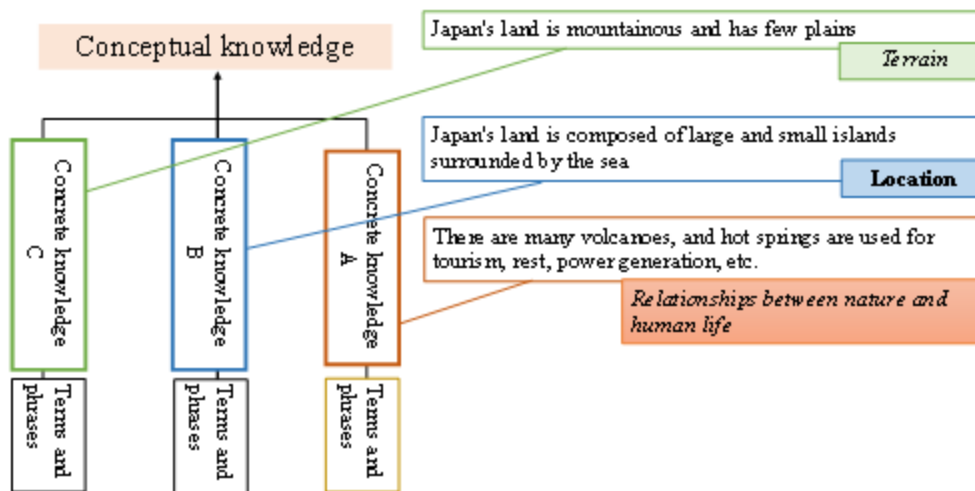 Conceptual knowledge
Japan's land is mountainous and has few plains
Terrain
Japan's land is composed of large and small islands
surrounded by the sea
Location
There are many volcanoes, and hot springs are used for
tourism, rest, power generation, etc.
Relationships between nature and
human life
Concrete knowledge
C
Concrete knowledge
B
Concrete knowledge
A
Terms and
phrases
Terms and
phrases
Terms and
phrases